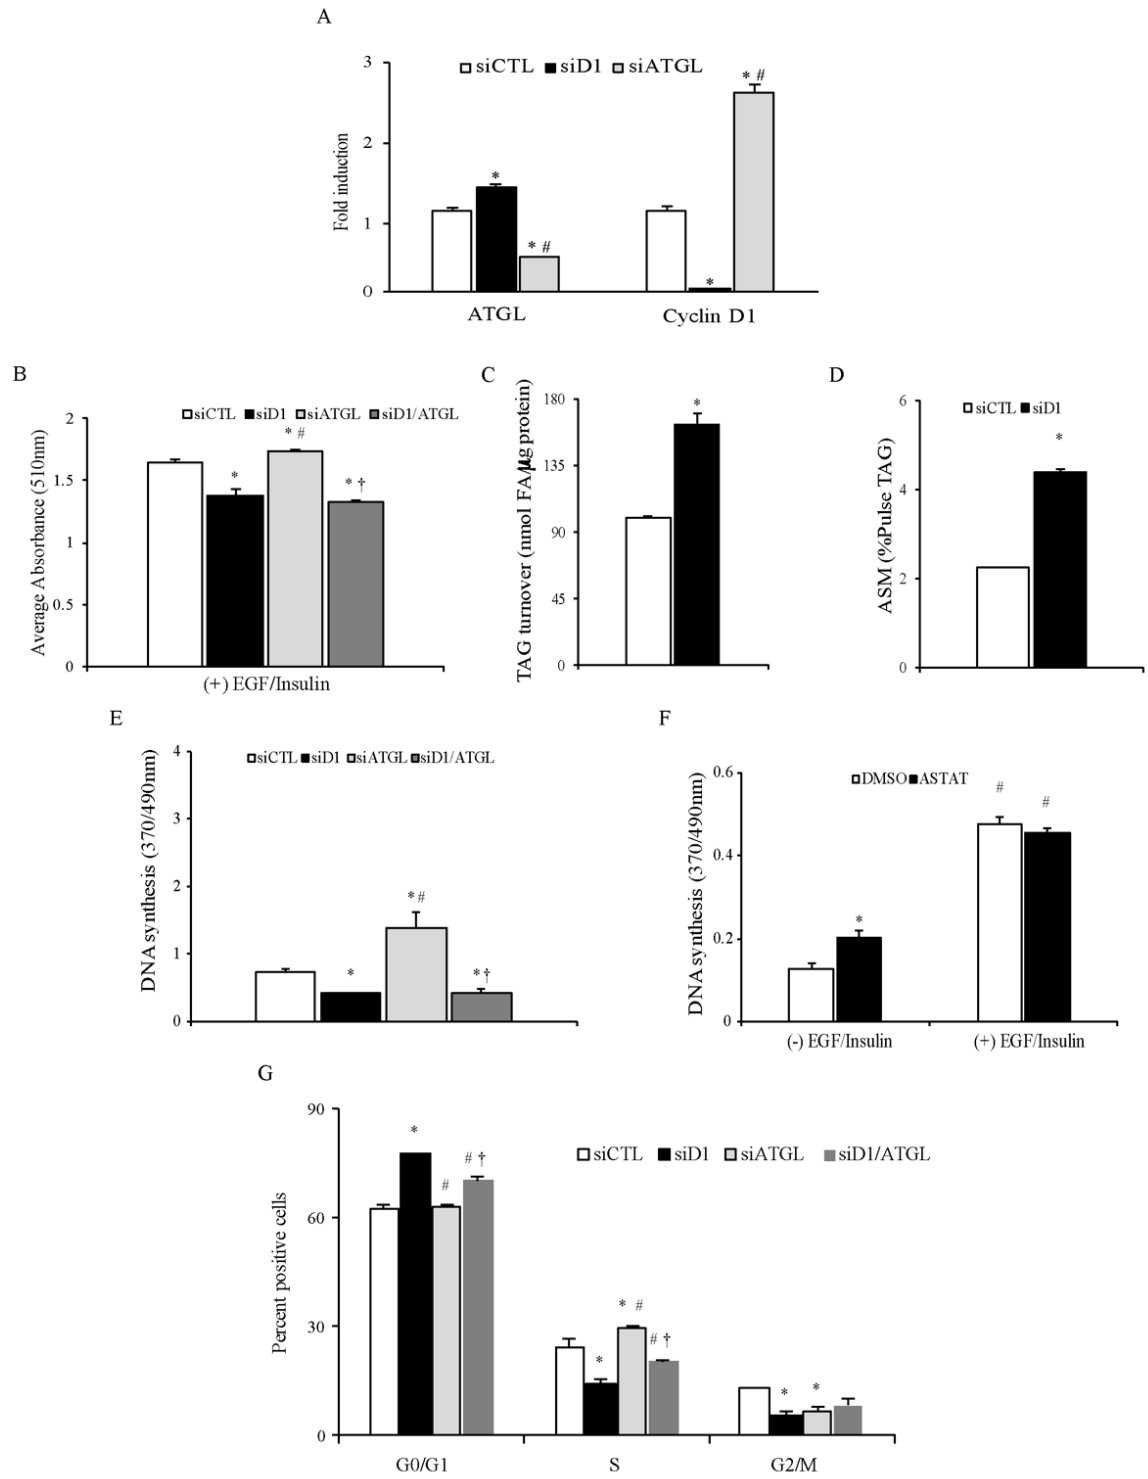 A
3
2
1
0
Fold induction
siCTL siD1 siATGL
*
* #
*
* #
ATGL
Cyclin D1
B
2
1.5
1
0.5
0
Average Absorbance (510nm)
siCTL siD1 siATGL siD1/ATGL
*
* #
* †
(+) EGF/Insulin
C
180
135
90
45
0
TAG turnover (nmol FA/µg protein)
*
D
6
4
2
0
ASM (%Pulse TAG)
siCTL siD1
*
E
4
3
2
1
0
DNA synthesis (370/490nm)
siCTL siD1 siATGL siD1/ATGL
*
* #
* †
F
0.6
0.4
0.2
0
DNA synthesis (370/490nm)
DMSO ASTAT
*
#
#
(-) EGF/Insulin
(+) EGF/Insulin
G
90
60
30
0
Percent positive cells
siCTL siD1 siATGL siD1/ATGL
*
#
# †
*
* #
# †
*
*
G0/G1
S
G2/M